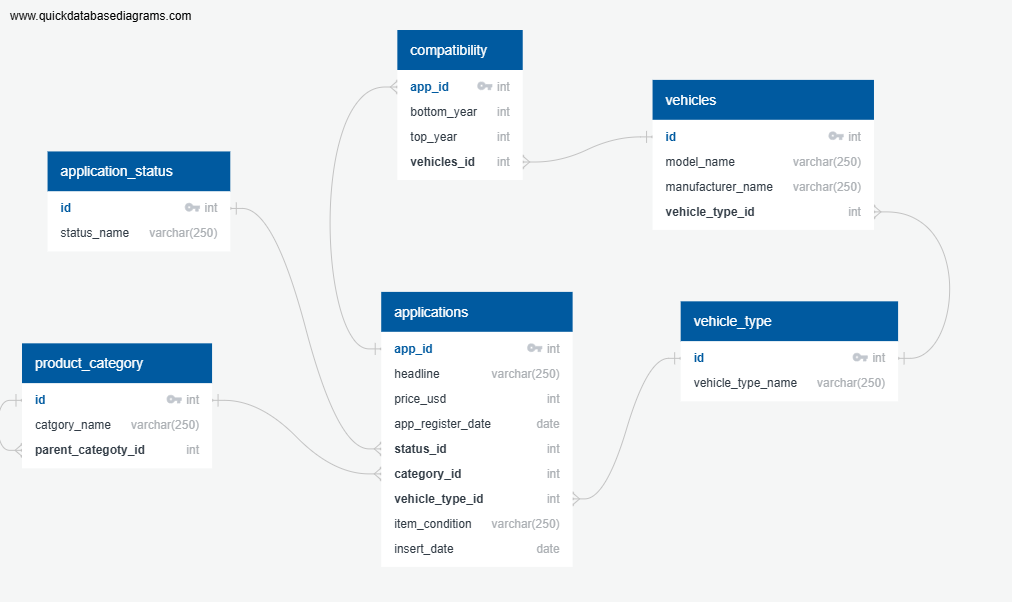 www.quickdatabasediagrams.com
compatibility
app_id int
bottom_year int
top_year int
vehicles_id int
vehicles
id int
model_name varchar(250)
manufacturer_name varchar(250)
vehicle_type_id int
application_status
id int
status_name varchar(250)
applications
app_id int
headline varchar(250)
price_usd int
app_register_date date
status_id int
category_id int
vehicle_type_id int
item_condition varchar(250)
insert_date date
vehicle_type
id int
vehicle_type_name varchar(250)
product_category
id int
catgory_name varchar(250)
parent_categoty_id int